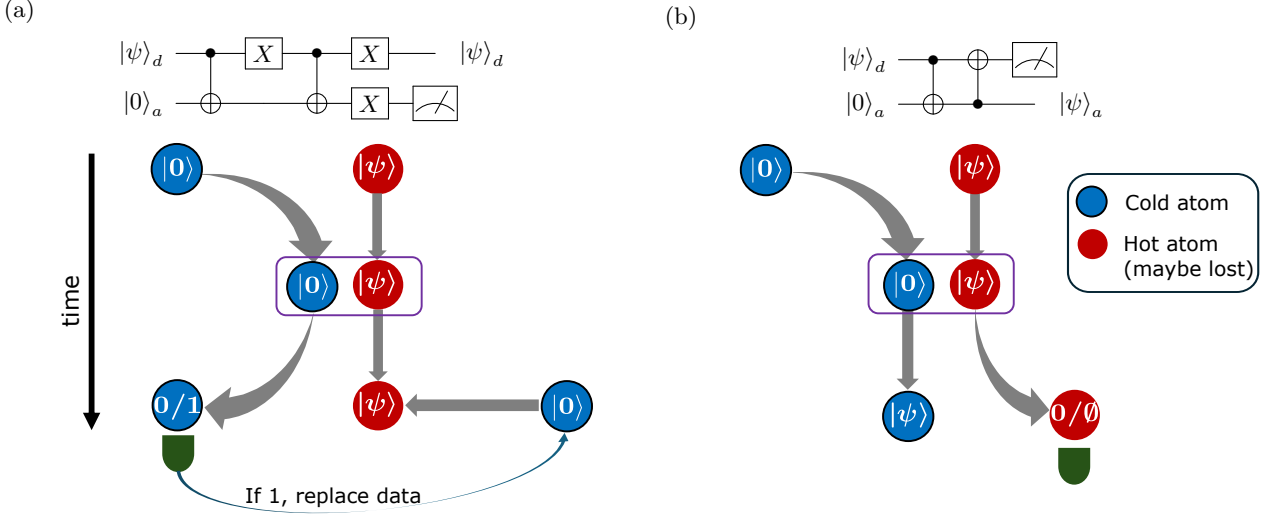 (a)
|ψ⟩d X X |ψ⟩d
|0⟩a X
|0⟩ |ψ⟩
|0⟩ |ψ⟩
time
0/1 |ψ⟩ |0⟩
If 1, replace data
(b)
|ψ⟩d
|0⟩a |ψ⟩a
|0⟩ |ψ⟩
|0⟩ |ψ⟩
|ψ⟩ 0/∅
Cold atom
Hot atom
(maybe lost)